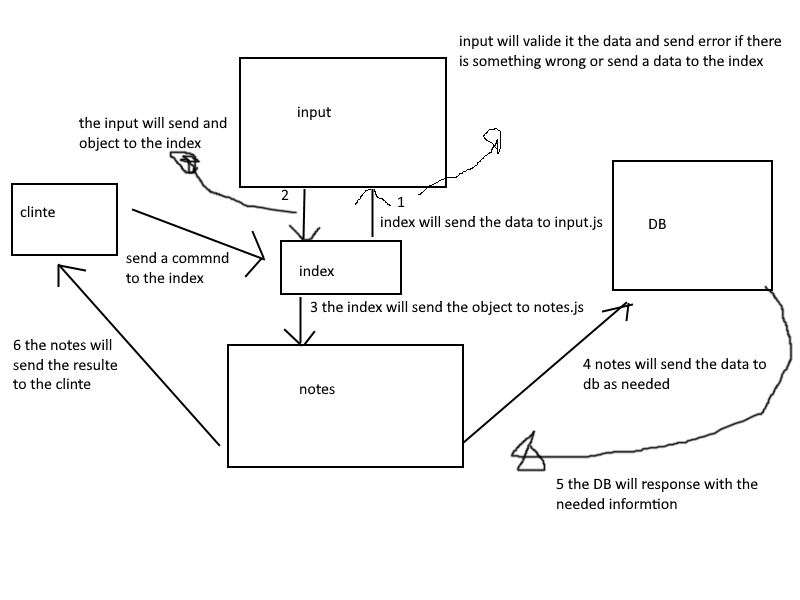 input will valide it the data and send error if there
is something wrong or send a data to the index
input
the input will send and
object to the index
2
1
clinte
index will send the data to input.js
DB
send a commnd
to the index
index
3 the index will send the object to notes.js
6 the notes will
send the resulte
to the clinte
notes
4 notes will send the data to
db as needed
5 the DB will response with the
needed informtion